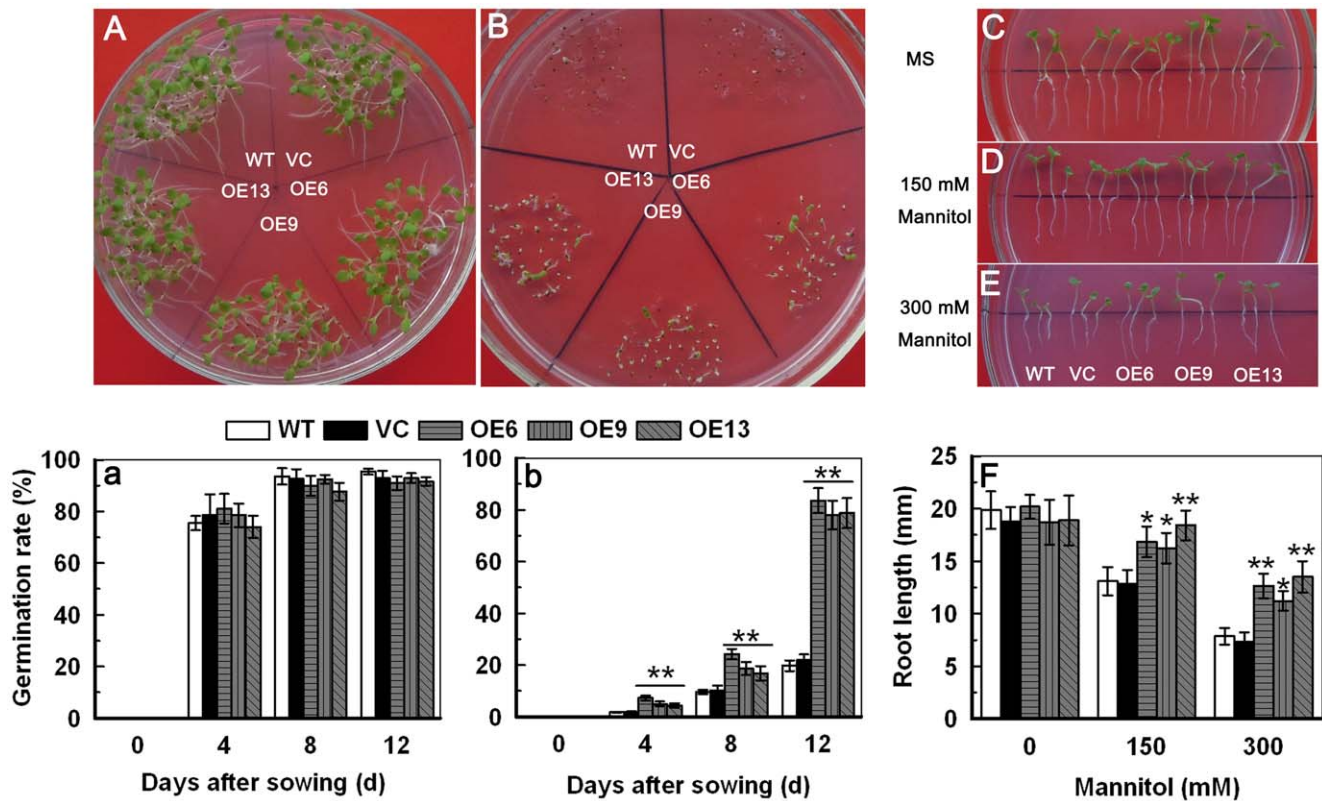 A
WT VC
OE13 OE6
OE9
B
WT VC
OE13 OE6
OE9
MS
C
150 mM
Mannitol
D
300 mM
Mannitol
E
WT VC OE6 OE9 OE13
WT VC OE6 OE9 OE13
Germination rate (%)
a
100
80
60
40
20
0
0 4 8 12
Days after sowing (d)
b
100
80
60
40
20
0
**
**
**
0 4 8 12
Days after sowing (d)
Root length (mm)
F
25
20
15
10
5
0
* * **
** * **
0 150 300
Mannitol (mM)